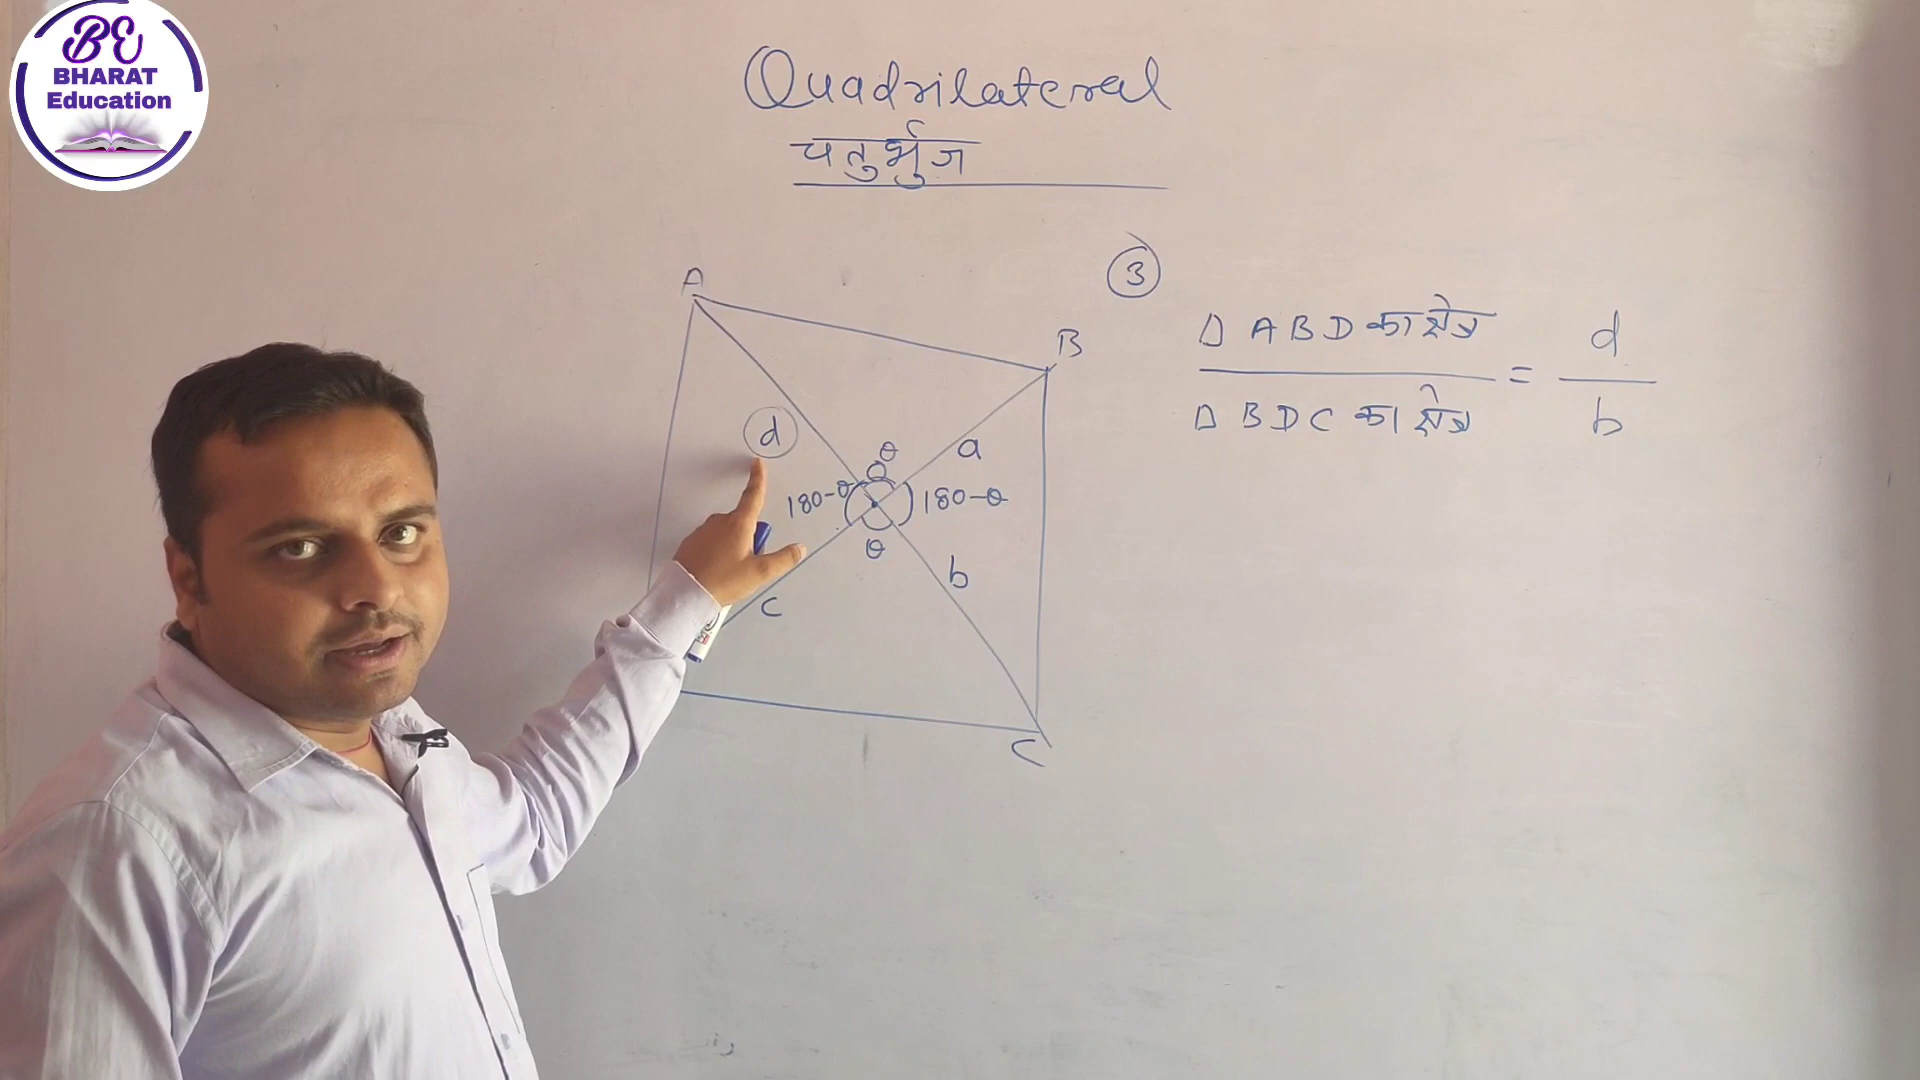 BE
BHARAT
Education
Quadrilateral
चतुर्भुज
A
B
3
Δ ABD का क्षेत्र / Δ BDC का क्षेत्र = d / b
d
θ
a
180-θ
180-θ
θ
b
c
C